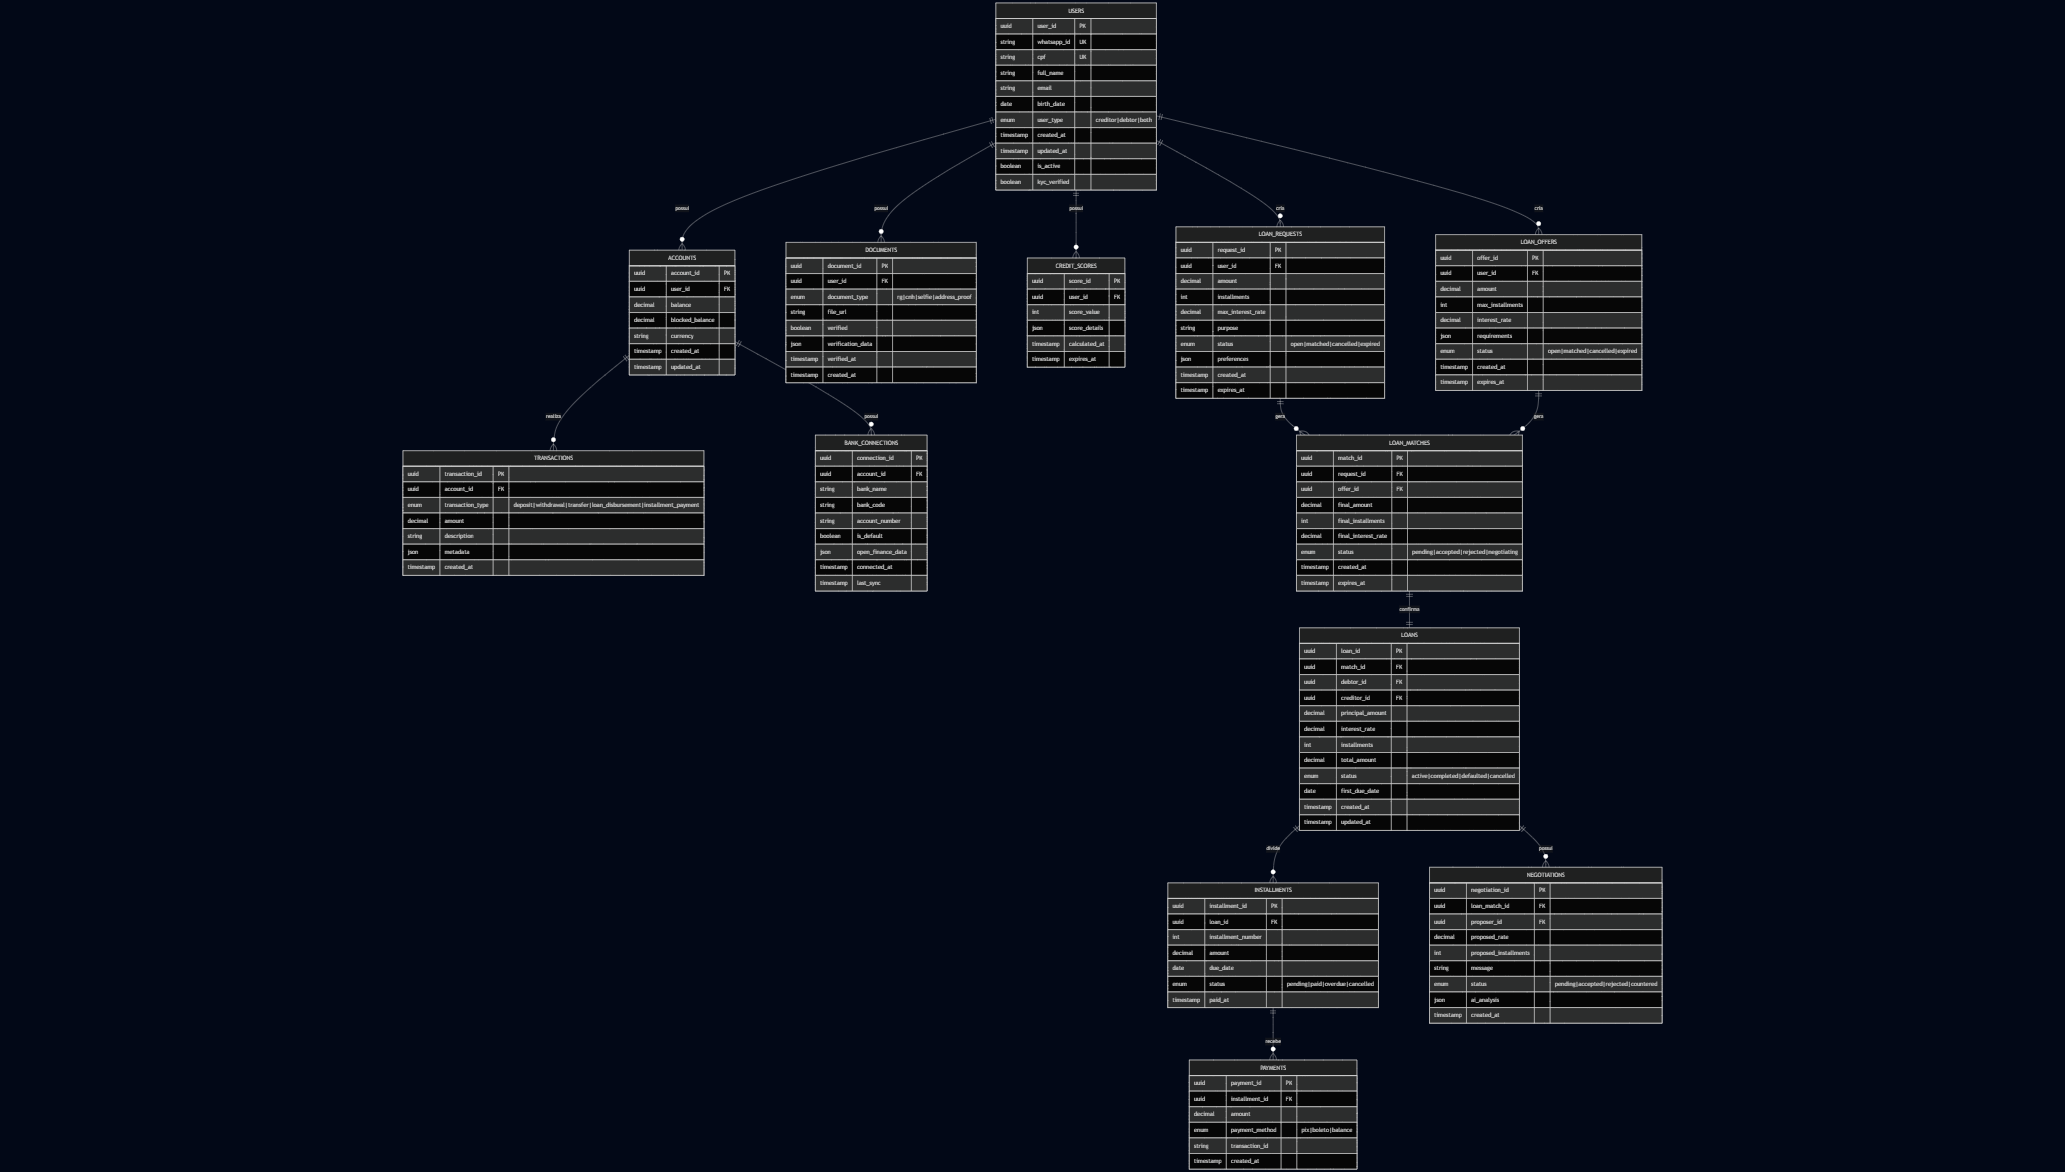 USERS
uuid user_id PK
string whatsapp_id UK
string cpf UK
string full_name
string email
date birth_date
enum user_type creditor|debtor|both
timestamp created_at
timestamp updated_at
boolean is_active
boolean kyc_verified
possui
possui
possui
cria
cria
ACCOUNTS
uuid account_id PK
uuid user_id FK
decimal balance
decimal blocked_balance
string currency
timestamp created_at
timestamp updated_at
DOCUMENTS
uuid document_id PK
uuid user_id FK
enum document_type rg|cnh|selfie|address_proof
string file_url
boolean verified
json verification_data
timestamp verified_at
timestamp created_at
CREDIT_SCORES
uuid score_id PK
uuid user_id FK
int score_value
json score_details
timestamp calculated_at
timestamp expires_at
LOAN_REQUESTS
uuid request_id PK
uuid user_id FK
decimal amount
int installments
decimal max_interest_rate
string purpose
enum status open|matched|cancelled|expired
json preferences
timestamp created_at
timestamp expires_at
LOAN_OFFERS
uuid offer_id PK
uuid user_id FK
decimal amount
int max_installments
decimal interest_rate
json requirements
enum status open|matched|cancelled|expired
timestamp created_at
timestamp expires_at
realiza
possui
gera
gera
TRANSACTIONS
uuid transaction_id PK
uuid account_id FK
enum transaction_type deposit|withdrawal|transfer|loan_disbursement|installment_payment
decimal amount
string description
json metadata
timestamp created_at
BANK_CONNECTIONS
uuid connection_id PK
uuid account_id FK
string bank_name
string bank_code
string account_number
boolean is_default
json open_finance_data
timestamp connected_at
timestamp last_sync
LOAN_MATCHES
uuid match_id PK
uuid request_id FK
uuid offer_id FK
decimal final_amount
int final_installments
decimal final_interest_rate
enum status pending|accepted|rejected|negotiating
timestamp created_at
timestamp expires_at
confirma
LOANS
uuid loan_id PK
uuid match_id FK
uuid debtor_id FK
uuid creditor_id FK
decimal principal_amount
decimal interest_rate
int installments
decimal total_amount
enum status active|completed|defaulted|cancelled
date first_due_date
timestamp created_at
timestamp updated_at
divide
possui
INSTALLMENTS
uuid installment_id PK
uuid loan_id FK
int installment_number
decimal amount
date due_date
enum status pending|paid|overdue|cancelled
timestamp paid_at
NEGOTIATIONS
uuid negotiation_id PK
uuid loan_match_id FK
uuid proposer_id FK
decimal proposed_rate
int proposed_installments
string message
enum status pending|accepted|rejected|countered
json ai_analysis
timestamp created_at
recebe
PAYMENTS
uuid payment_id PK
uuid installment_id FK
decimal amount
enum payment_method pix|boleto|balance
string transaction_id
timestamp created_at